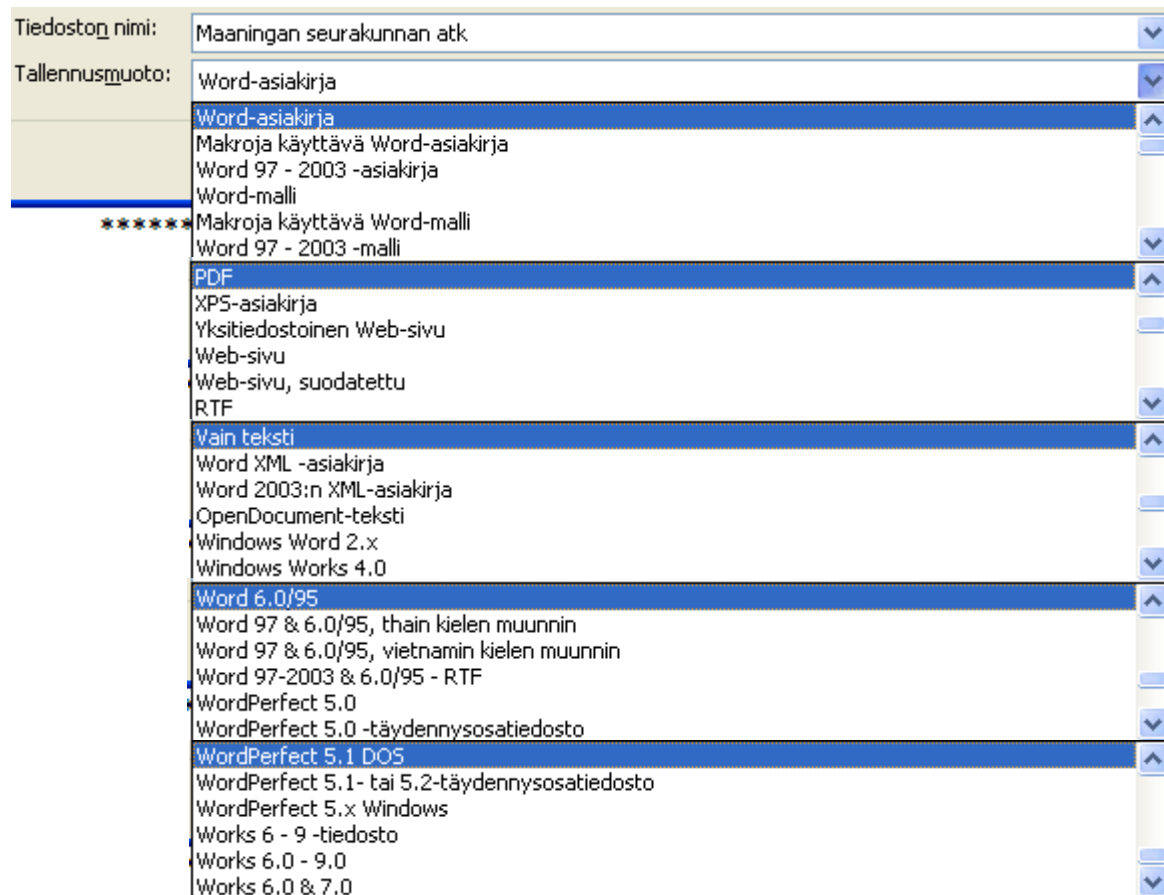 Tiedoston nimi: Maaningan seurakunnan atk
Tallennusmuoto: Word-asiakirja
Word-asiakirja
Makroja käyttävä Word-asiakirja
Word 97 - 2003 -asiakirja
Word-malli
****** Makroja käyttävä Word-malli
Word 97 - 2003 -malli
PDF
XPS-asiakirja
Yksitiedostoinen Web-sivu
Web-sivu
Web-sivu, suodatettu
RTF
Vain teksti
Word XML -asiakirja
Word 2003:n XML-asiakirja
OpenDocument-teksti
Windows Word 2.x
Windows Works 4.0
Word 6.0/95
Word 97 & 6.0/95, thain kielen muunnin
Word 97 & 6.0/95, vietnamin kielen muunnin
Word 97-2003 & 6.0/95 - RTF
WordPerfect 5.0
WordPerfect 5.0 -täydennysosatiedosto
WordPerfect 5.1 DOS
WordPerfect 5.1- tai 5.2-täydennysosatiedosto
WordPerfect 5.x Windows
Works 6 - 9 -tiedosto
Works 6.0 - 9.0
Works 6.0 & 7.0